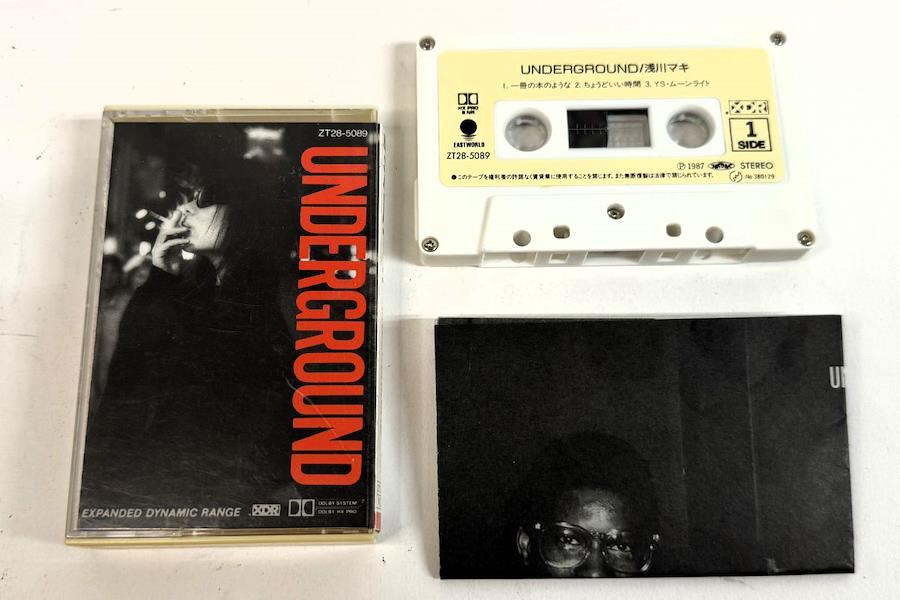 ZT28-5089
UNDERGROUND
EXPANDED DYNAMIC RANGE XDR
DOLBY SYSTEM
DOLBY HX PRO
UNDERGROUND/浅川マキ
1. 一冊の本のような 2. ちょうどいい時間 3. YS・ムーンライト
HX PRO
B NR
EASTWORLD
ZT28-5089
XDR
1
SIDE
Ⓟ1987
STEREO
●このテープを権利者の許諾なく賃貸業に使用することを禁じます。また無断複製は法律で禁じられています。
No.380129
UN